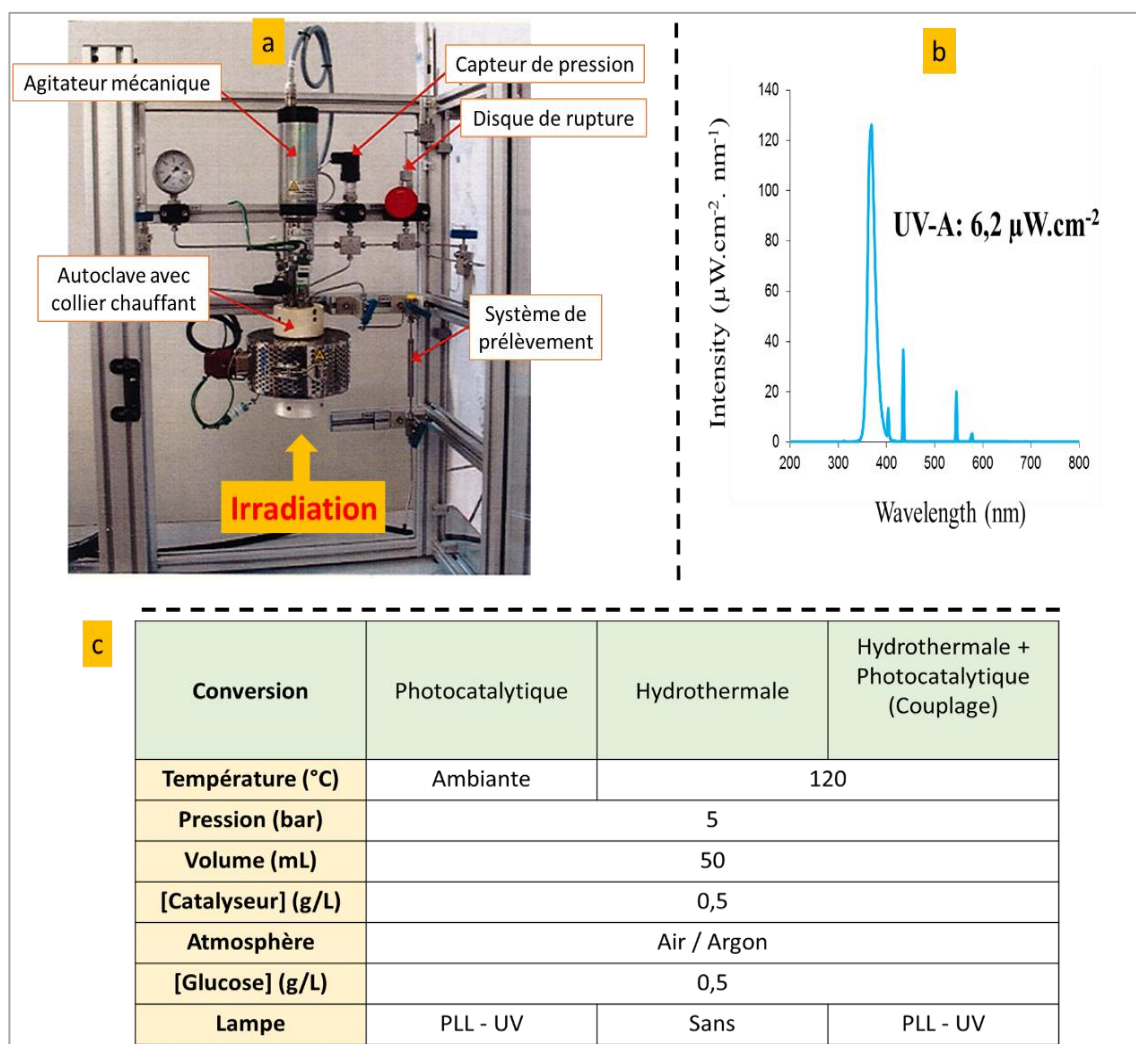 a
Agitateur mécanique
Capteur de pression
Disque de rupture
Autoclave avec
collier chauffant
Système de
prélèvement
Irradiation
b
Intensity (µW.cm-2. nm-1)
140
120
100
80
60
40
20
0
UV-A: 6,2 µW.cm-2
200 300 400 500 600 700 800
Wavelength (nm)
c
Conversion
Photocatalytique
Hydrothermale
Hydrothermale +
Photocatalytique
(Couplage)
Température (°C) Ambiante 120
Pression (bar) 5
Volume (mL) 50
[Catalyseur] (g/L) 0,5
Atmosphère Air / Argon
[Glucose] (g/L) 0,5
Lampe PLL - UV Sans PLL - UV